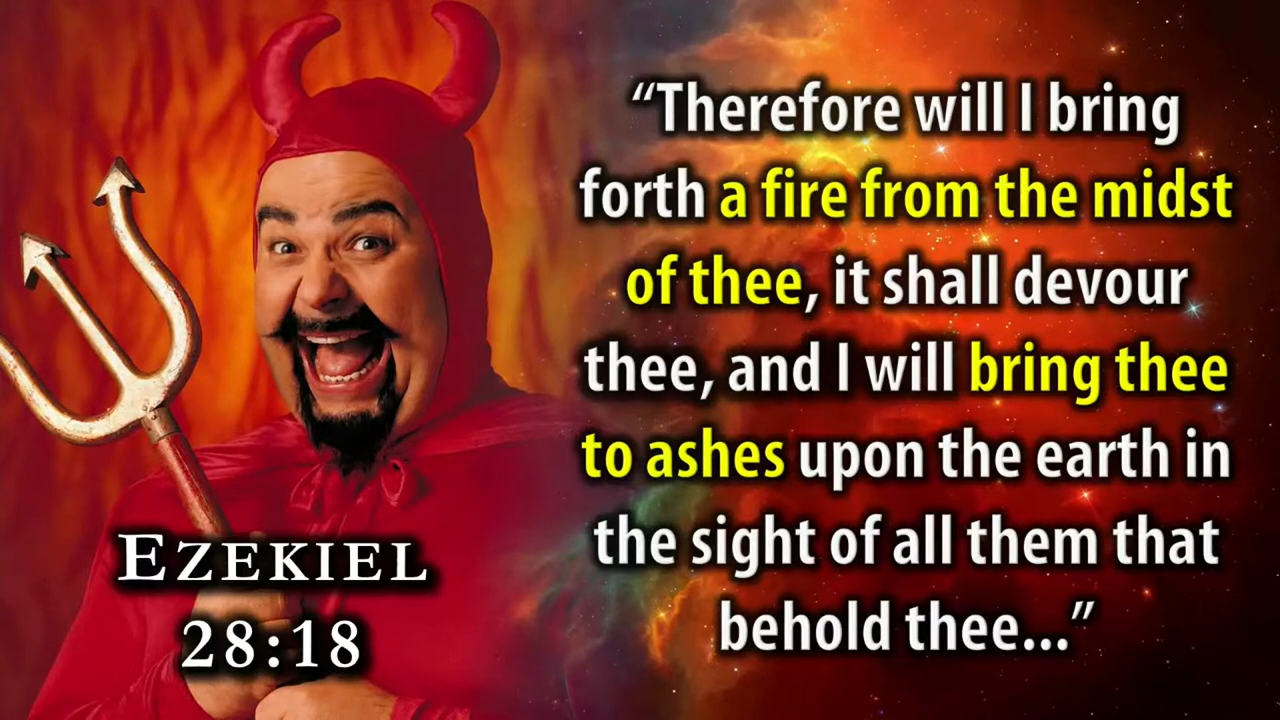 EZEKIEL
28:18
“Therefore will I bring
forth a fire from the midst
of thee, it shall devour
thee, and I will bring thee
to ashes upon the earth in
the sight of all them that
behold thee...”